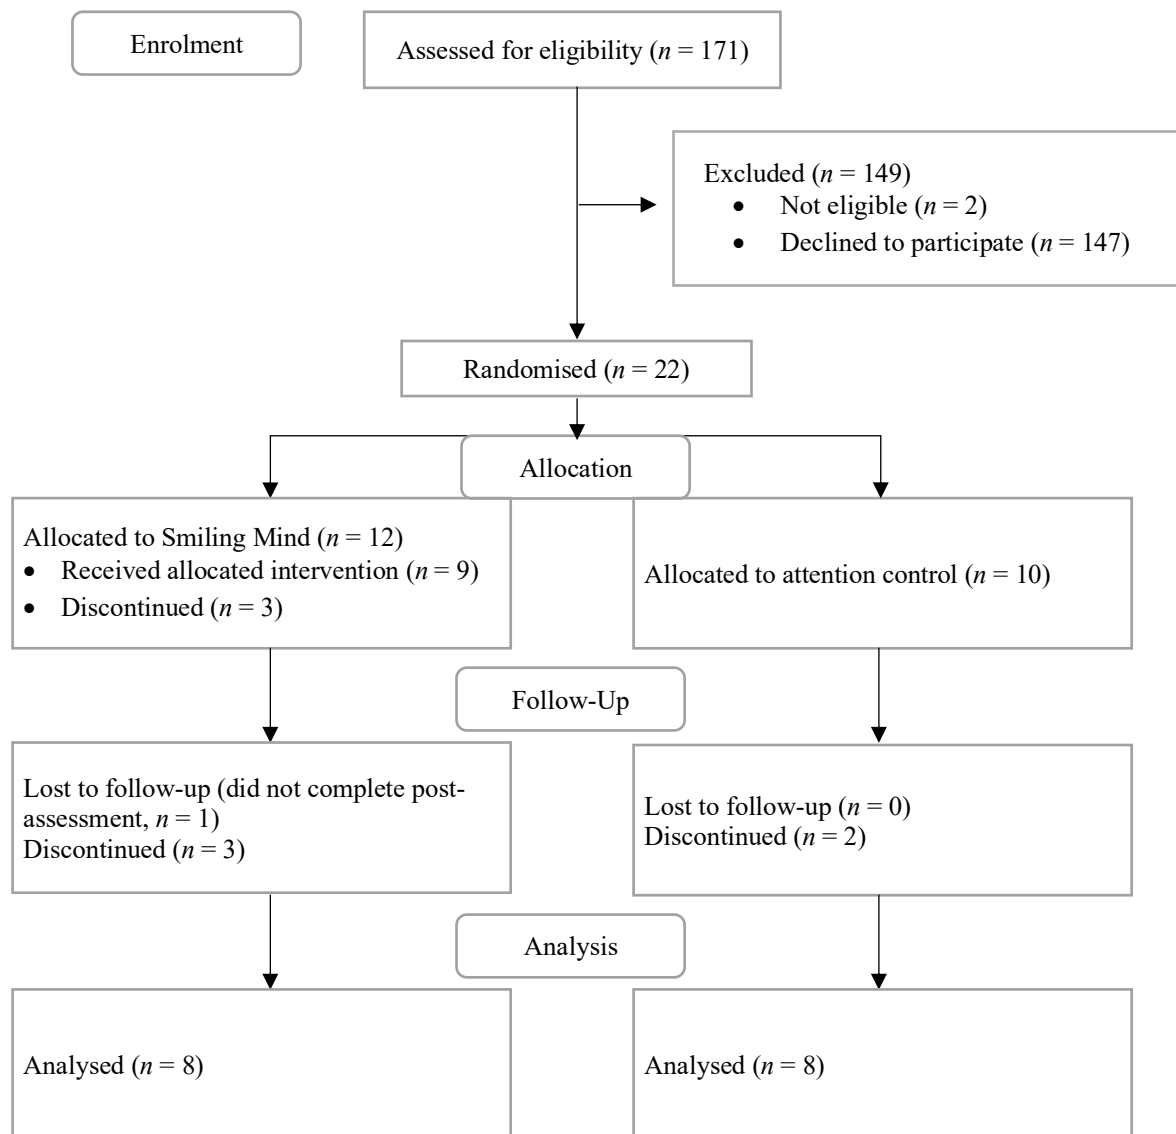 Enrolment
Assessed for eligibility (n = 171)
Excluded (n = 149)
• Not eligible (n = 2)
• Declined to participate (n = 147)
Randomised (n = 22)
Allocation
Allocated to Smiling Mind (n = 12)
• Received allocated intervention (n = 9)
• Discontinued (n = 3)
Allocated to attention control (n = 10)
Follow-Up
Lost to follow-up (did not complete post-
assessment, n = 1)
Discontinued (n = 3)
Lost to follow-up (n = 0)
Discontinued (n = 2)
Analysis
Analysed (n = 8)
Analysed (n = 8)